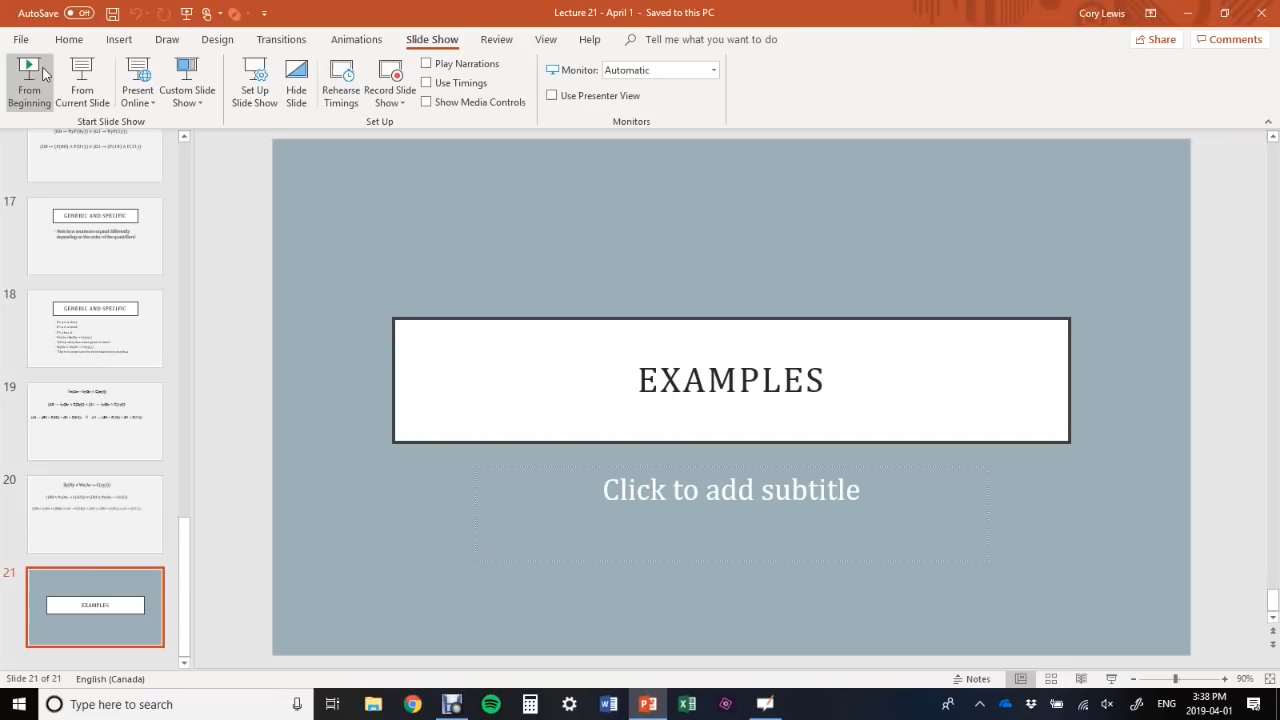 AutoSave Off
Lecture 21 - April 1 - Saved to this PC
Cory Lewis
File Home Insert Draw Design Transitions Animations Slide Show Review View Help Tell me what you want to do
Share Comments
From Beginning
From Current Slide
Present Online
Custom Slide Show
Start Slide Show
Set Up Slide Show
Hide Slide
Rehearse Timings
Record Slide Show
Play Narrations
Use Timings
Show Media Controls
Set Up
Monitor: Automatic
Use Presenter View
Monitors
17
GENERIC AND SPECIFIC
18
GENERIC AND SPECIFIC
19
20
21
EXAMPLES
EXAMPLES
Click to add subtitle
Slide 21 of 21 English (Canada)
Notes
90%
Type here to search
ENG
3:38 PM
2019-04-01